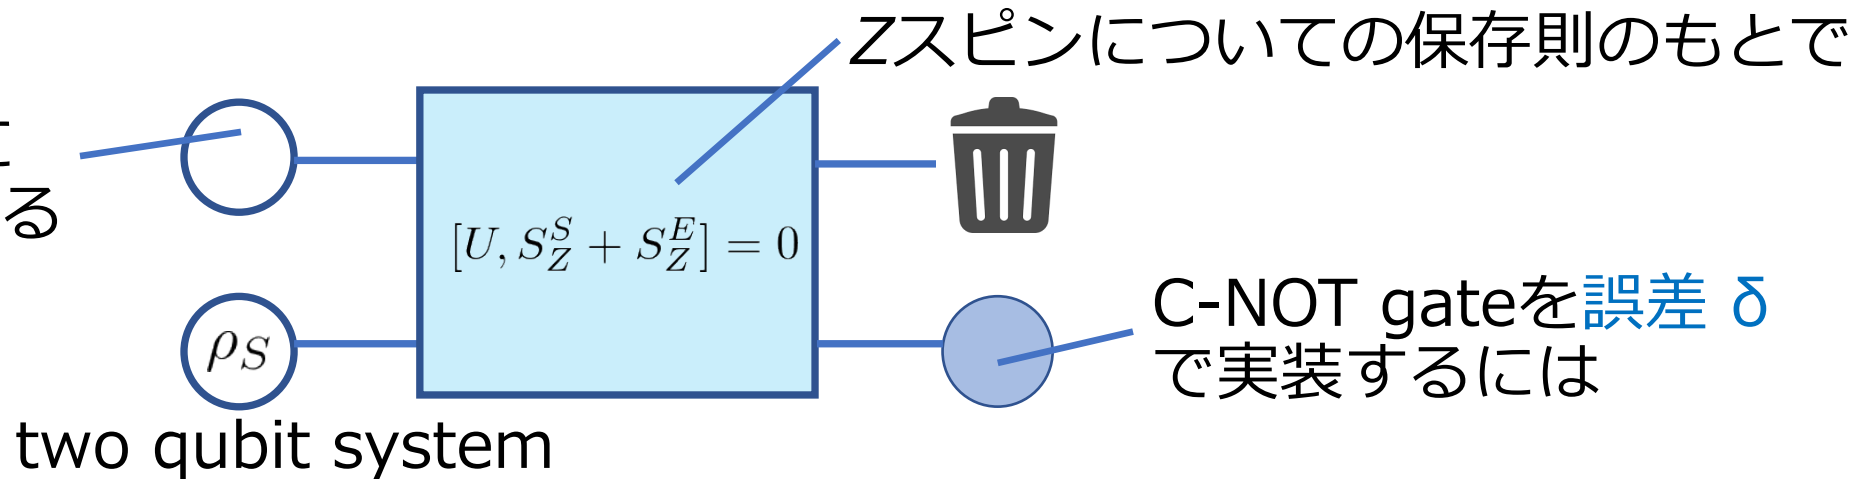 Zスピンについての保存則のもとで
る
[U, S_Z^S + S_Z^E] = 0
C-NOT gateを誤差 δ
で実装するには
ρ_S
two qubit system